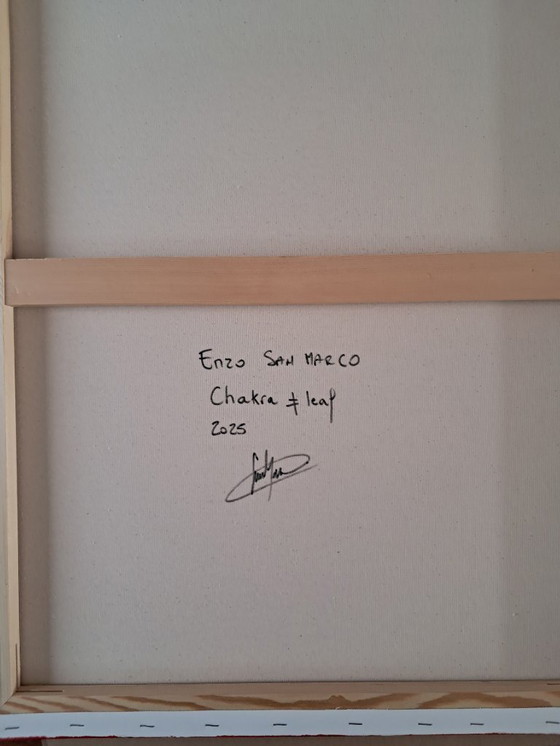 Enzo SAN MARCO
Chakra ‡ leaf
2025